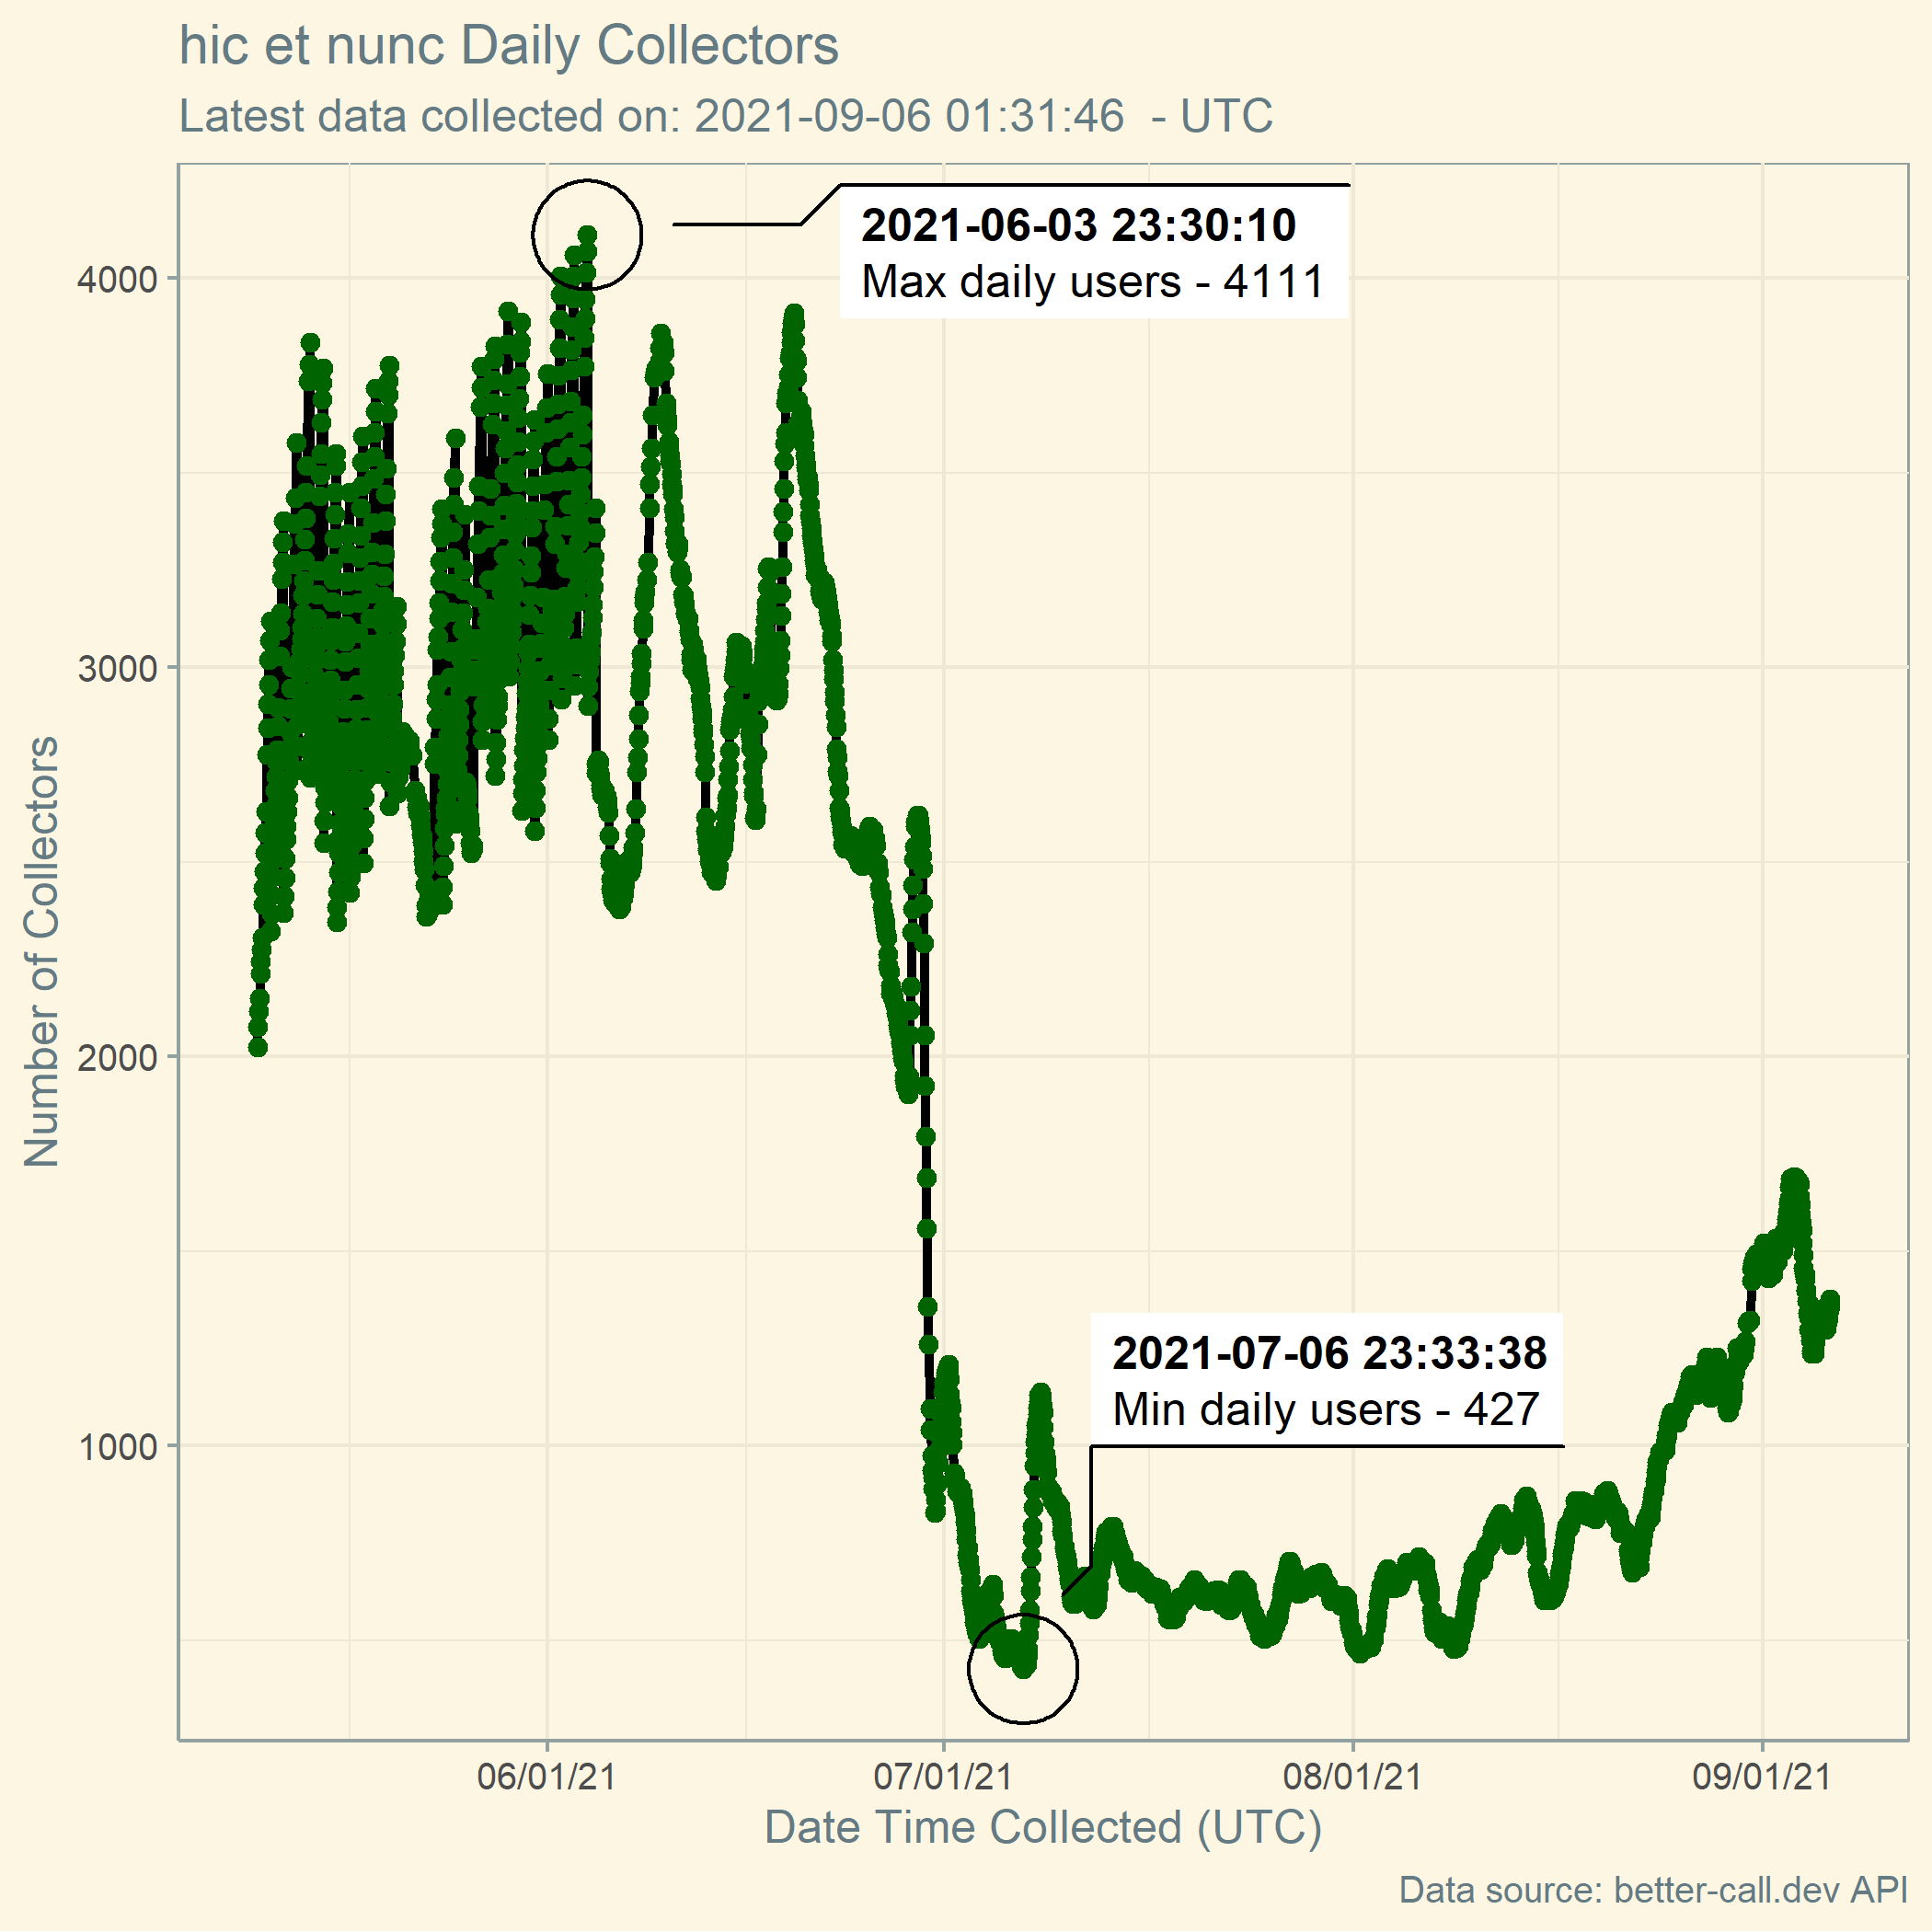 hic et nunc Daily Collectors
Latest data collected on: 2021-09-06 01:31:46  - UTC
2021-06-03 23:30:10
Max daily users - 4111
4000
3000
2000
1000
Number of Collectors
2021-07-06 23:33:38
Min daily users - 427
06/01/21
07/01/21
08/01/21
09/01/21
Date Time Collected (UTC)
Data source: better-call.dev API